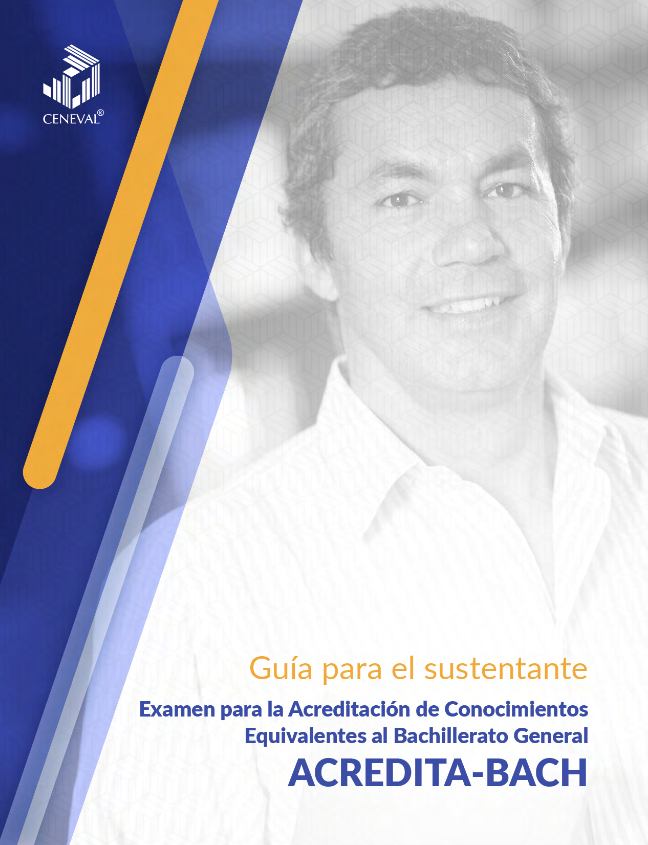 CENEVAL®
Guía para el sustentante
Examen para la Acreditación de Conocimientos
Equivalentes al Bachillerato General
ACREDITA-BACH